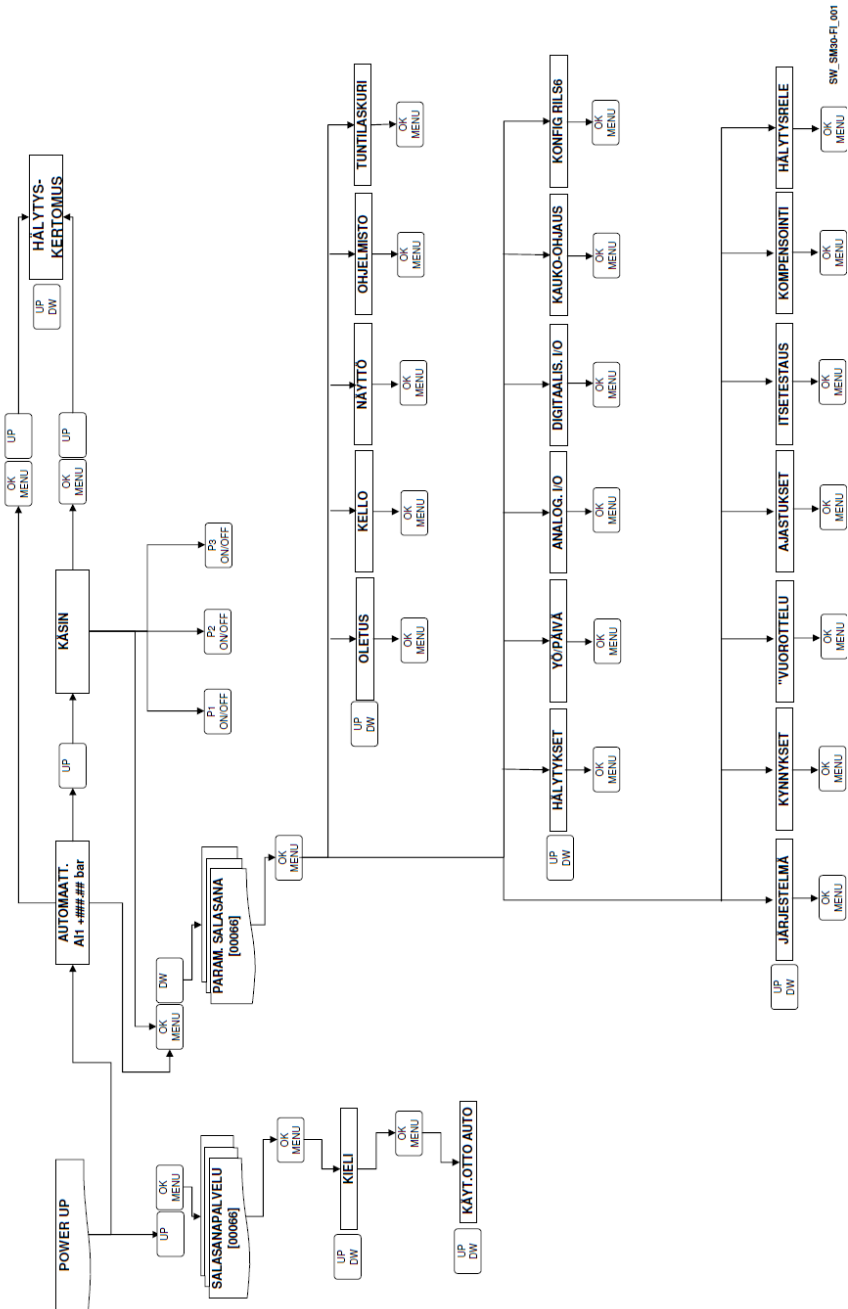 POWER UP
AUTOMAATT.
AI1 +###.## bar
UP
KÄSIN
OK
MENU
UP
OK
MENU
UP
UP
DW
HÄLYTYS-
KERTOMUS
UP
OK
MENU
OK
MENU
DW
P1
ON/OFF
P2
ON/OFF
P3
ON/OFF
SALASANAPALVELU
[00066]
PARAM. SALASANA
[00066]
OK
MENU
OK
MENU
UP
DW
KIELI
UP
DW
OLETUS
KELLO
NÄYTTÖ
OHJELMISTO
TUNTILASKURI
OK
MENU
OK
MENU
OK
MENU
OK
MENU
OK
MENU
OK
MENU
UP
DW
KÄYT.OTTO AUTO
UP
DW
HÄLYTYKSET
YÖ/PÄIVÄ
ANALOG. I/O
DIGITAALIS. I/O
KAUKO-OHJAUS
KONFIG RILS6
OK
MENU
OK
MENU
OK
MENU
OK
MENU
OK
MENU
OK
MENU
UP
DW
JÄRJESTELMÄ
KYNNYKSET
"VUOROTTELU
AJASTUKSET
ITSETESTAUS
KOMPENSOINTI
HÄLYTYSRELE
OK
MENU
OK
MENU
OK
MENU
OK
MENU
OK
MENU
OK
MENU
OK
MENU
SW_SM30-FI_001